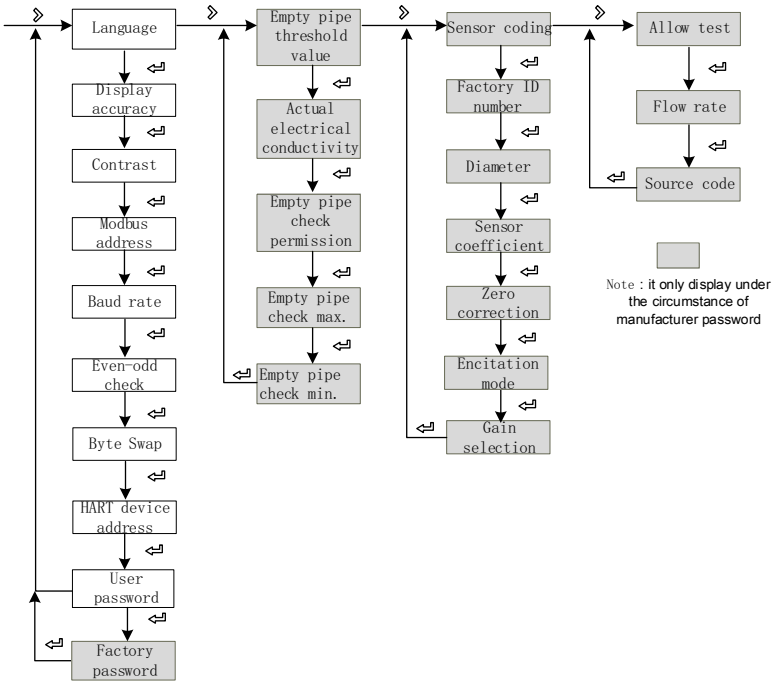 Language
Display
accuracy
Contrast
Modbus
address
Baud rate
Even-odd
check
Byte Swap
HART device
address
User
password
Factory
password
Empty pipe
threshold
value
Actual
electrical
conductivity
Empty pipe
check
permission
Empty pipe
check max.
Empty pipe
check min.
Sensor coding
Factory ID
number
Diameter
Sensor
coefficient
Zero
correction
Encitation
mode
Gain
selection
Allow test
Flow rate
Source code
Note : it only display under
the circumstance of
manufacturer password